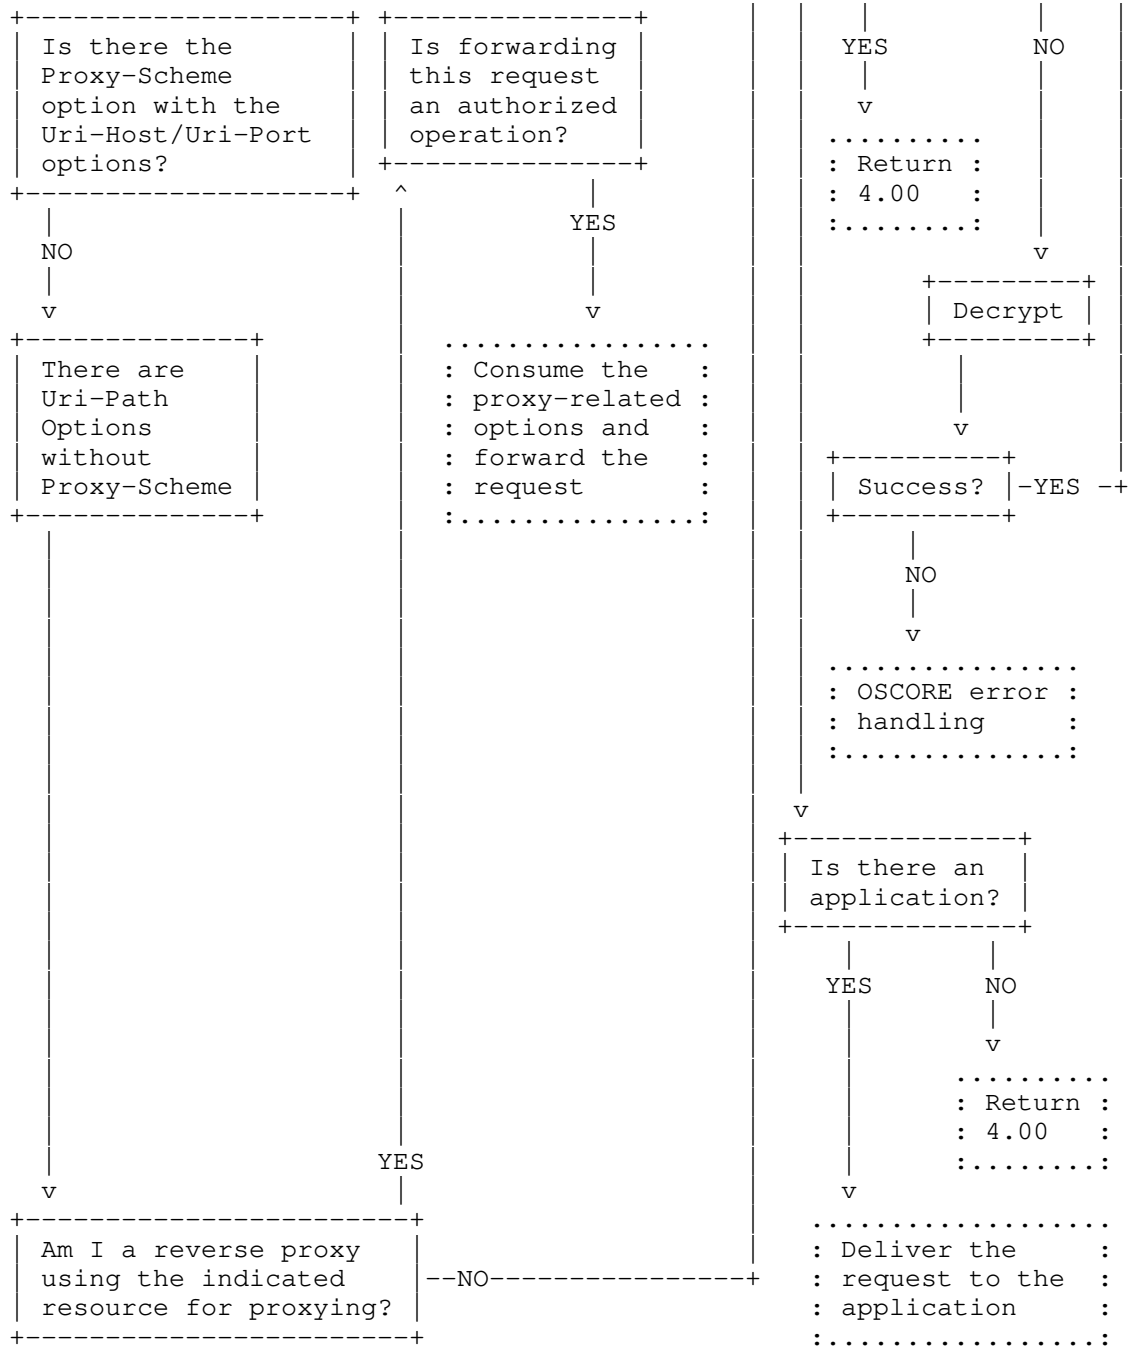 Is there the
Proxy-Scheme
option with the
Uri-Host/Uri-Port
options?
Is forwarding
this request
an authorized
operation?
YES
NO
Return
4.00
NO
YES
Decrypt
There are
Uri-Path
Options
without
Proxy-Scheme
Consume the
proxy-related
options and
forward the
request
Success?
YES
NO
OSCORE error
handling
Is there an
application?
YES
NO
Return
4.00
YES
Am I a reverse proxy
using the indicated
resource for proxying?
NO
Deliver the
request to the
application